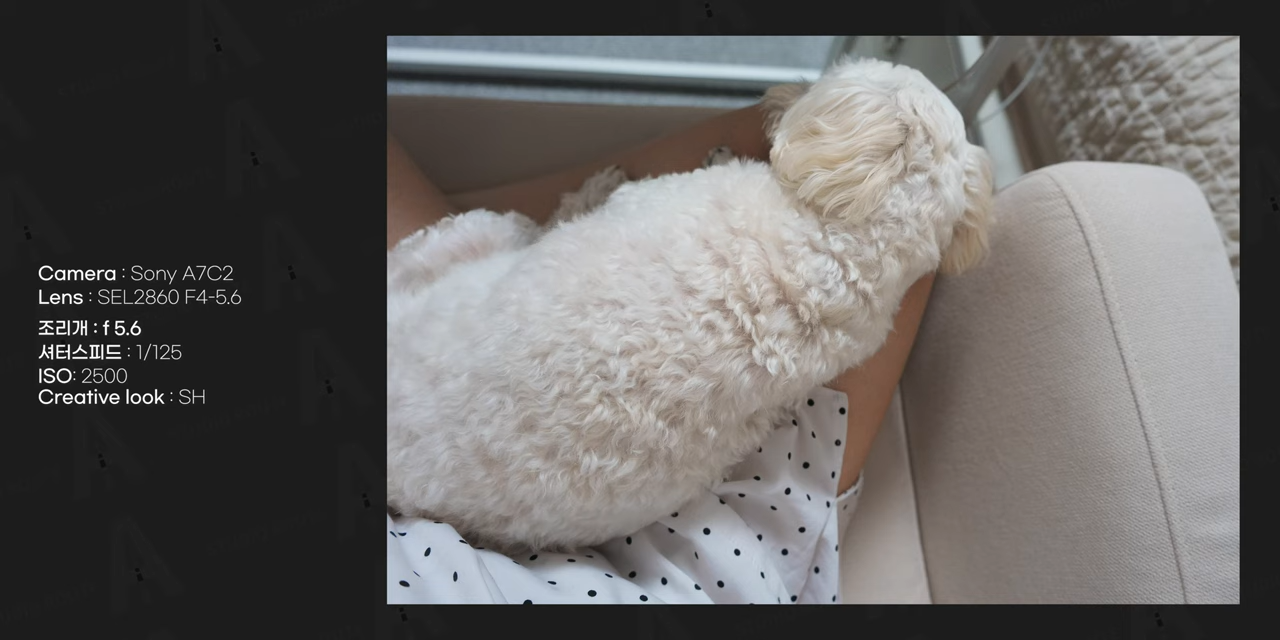 Camera : Sony A7C2
Lens : SEL2860 F4-5.6
조리개 : f 5.6
셔터스피드 : 1/125
ISO: 2500
Creative look : SH